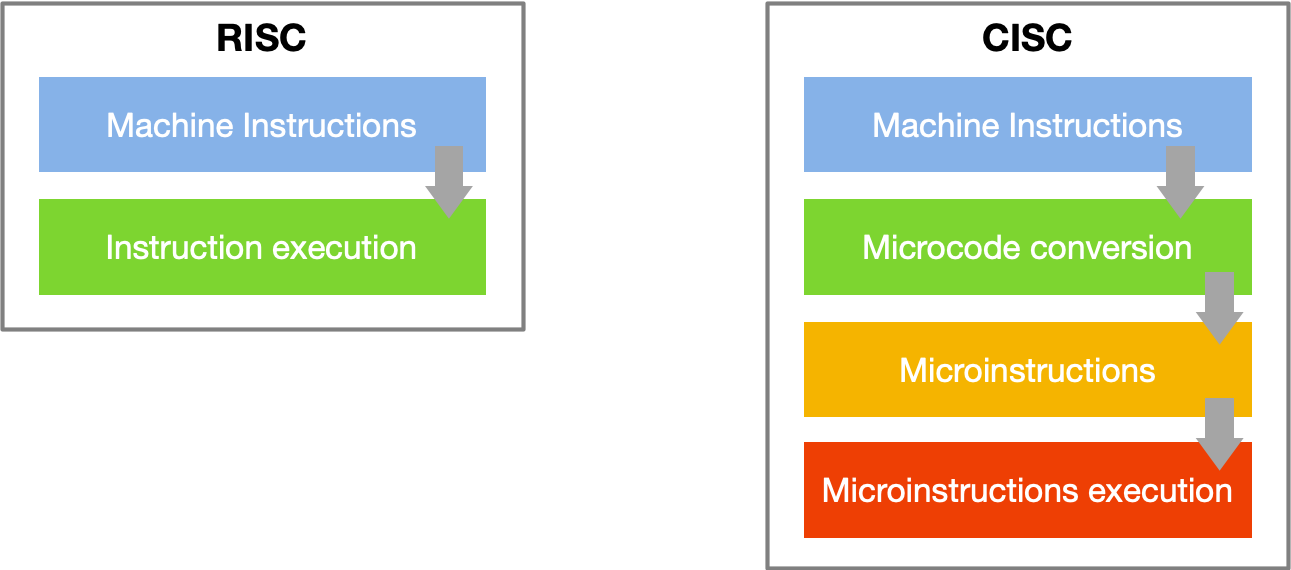 RISC
Machine Instructions
Instruction execution
CISC
Machine Instructions
Microcode conversion
Microinstructions
Microinstructions execution